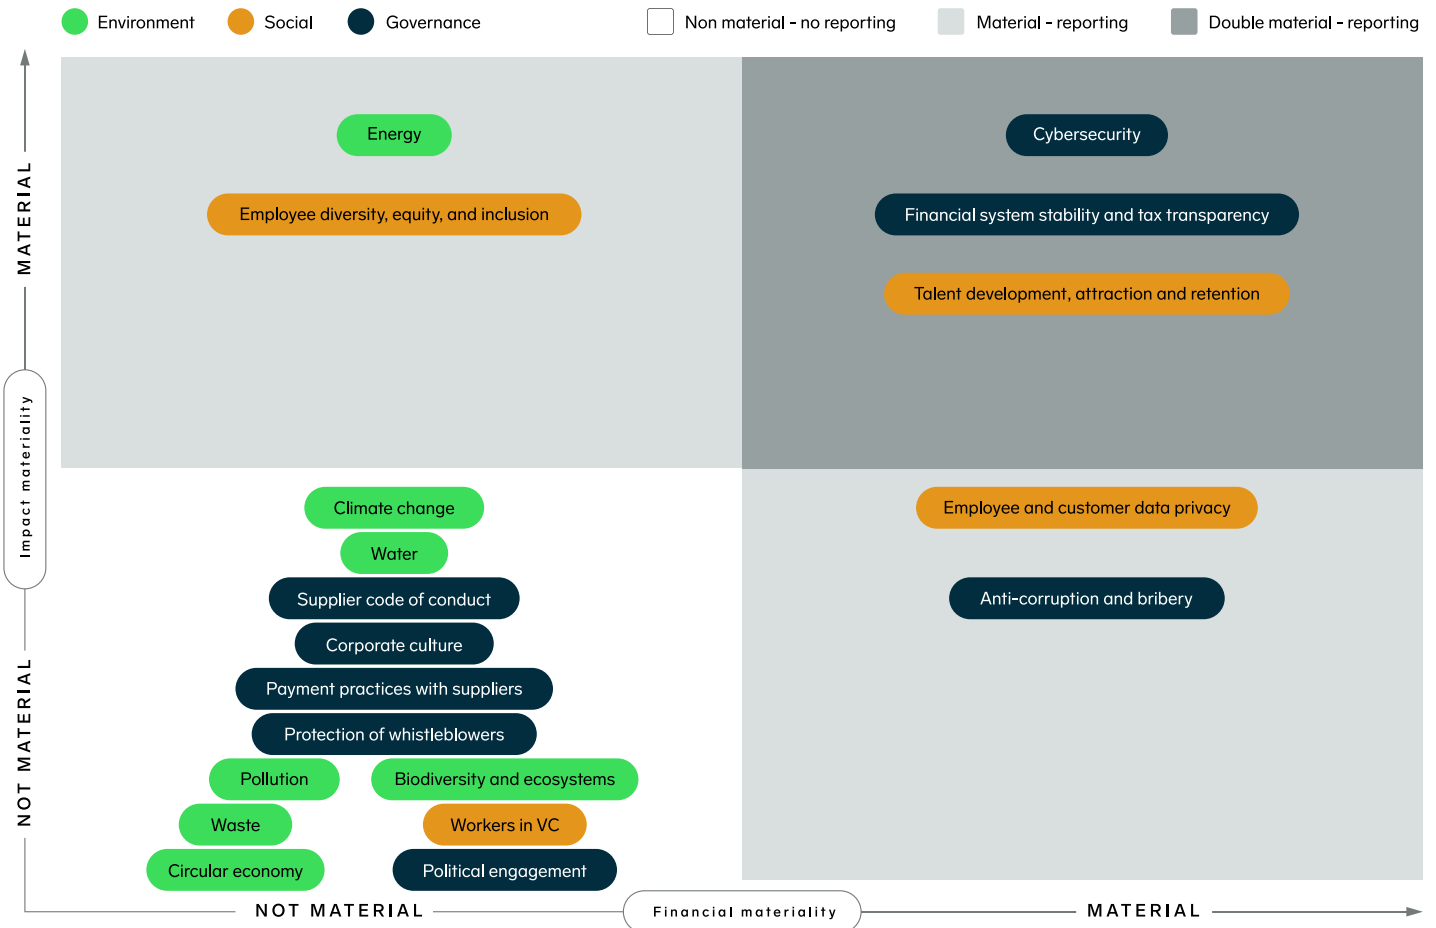 Environment
Social
Governance
Non material - no reporting
Material - reporting
Double material - reporting
MATERIAL
Impact materiality
NOT MATERIAL
Energy
Employee diversity, equity, and inclusion
Cybersecurity
Financial system stability and tax transparency
Talent development, attraction and retention
Climate change
Water
Supplier code of conduct
Corporate culture
Payment practices with suppliers
Protection of whistleblowers
Pollution
Biodiversity and ecosystems
Waste
Workers in VC
Circular economy
Political engagement
Employee and customer data privacy
Anti-corruption and bribery
NOT MATERIAL
Financial materiality
MATERIAL